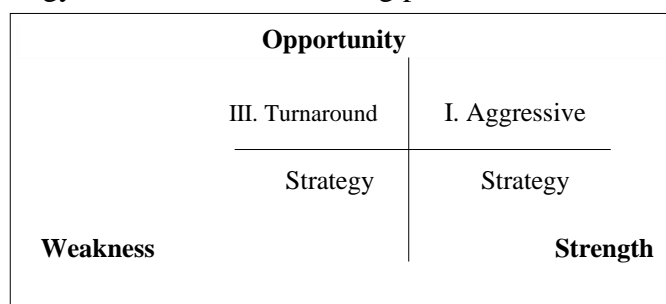 Opportunity
III. Turnaround I. Aggressive
Strategy Strategy
Weakness Strength